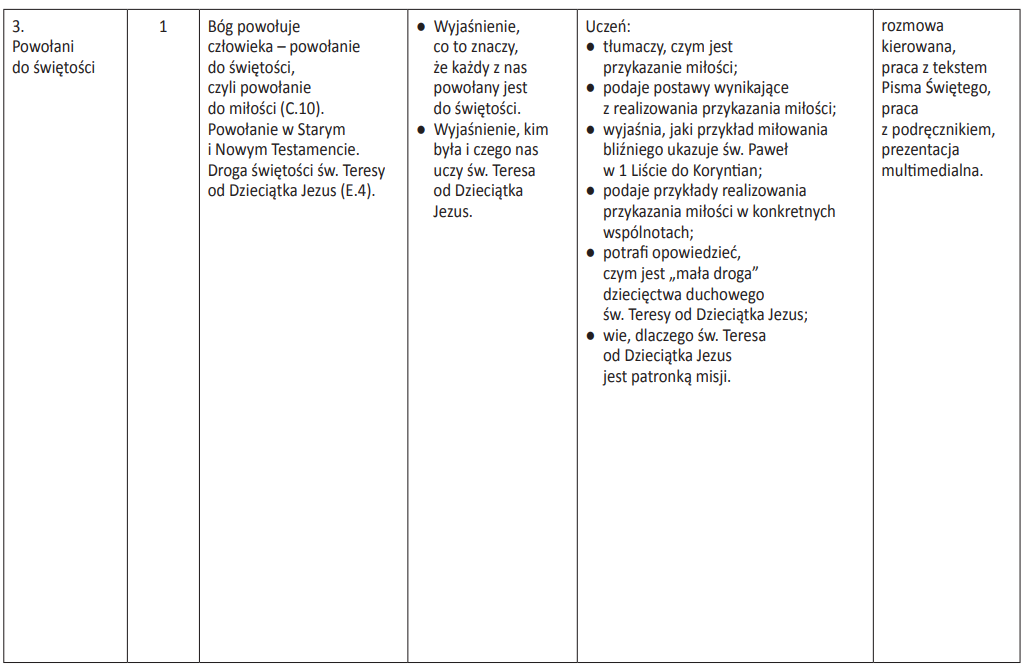 3.
Powołani
do świętości
1
Bóg powołuje
człowieka – powołanie
do świętości,
czyli powołanie
do miłości (C.10).
Powołanie w Starym
i Nowym Testamencie.
Droga świętości św. Teresy
od Dzieciątka Jezus (E.4).
● Wyjaśnienie,
co to znaczy,
że każdy z nas
powołany jest
do świętości.
● Wyjaśnienie, kim
była i czego nas
uczy św. Teresa
od Dzieciątka
Jezus.
Uczeń:
● tłumaczy, czym jest
przykazanie miłości;
● podaje postawy wynikające
z realizowania przykazania miłości;
● wyjaśnia, jaki przykład miłowania
bliźniego ukazuje św. Paweł
w 1 Liście do Koryntian;
● podaje przykłady realizowania
przykazania miłości w konkretnych
wspólnotach;
● potrafi opowiedzieć,
czym jest „mała droga”
dziecięctwa duchowego
św. Teresy od Dzieciątka Jezus;
● wie, dlaczego św. Teresa
od Dzieciątka Jezus
jest patronką misji.
rozmowa
kierowana,
praca z tekstem
Pisma Świętego,
praca
z podręcznikiem,
prezentacja
multimedialna.